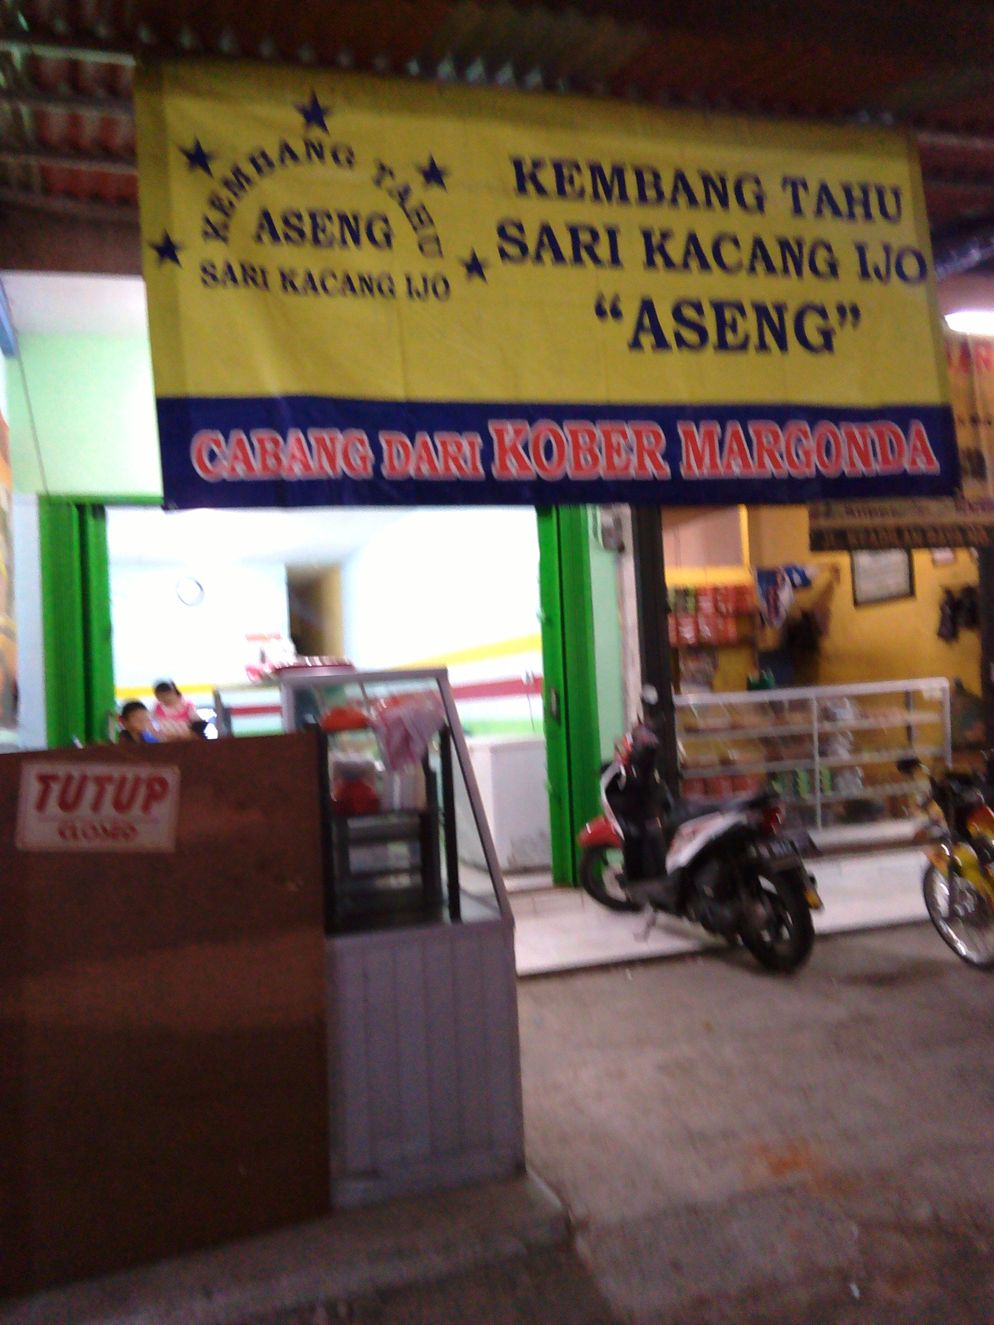 KEMBANG TAHU
ASENG
SARI KACANG IJO
KEMBANG TAHU
SARI KACANG IJO
“ASENG”
CABANG DARI KOBER MARGONDA
TUTUP
CLOSED